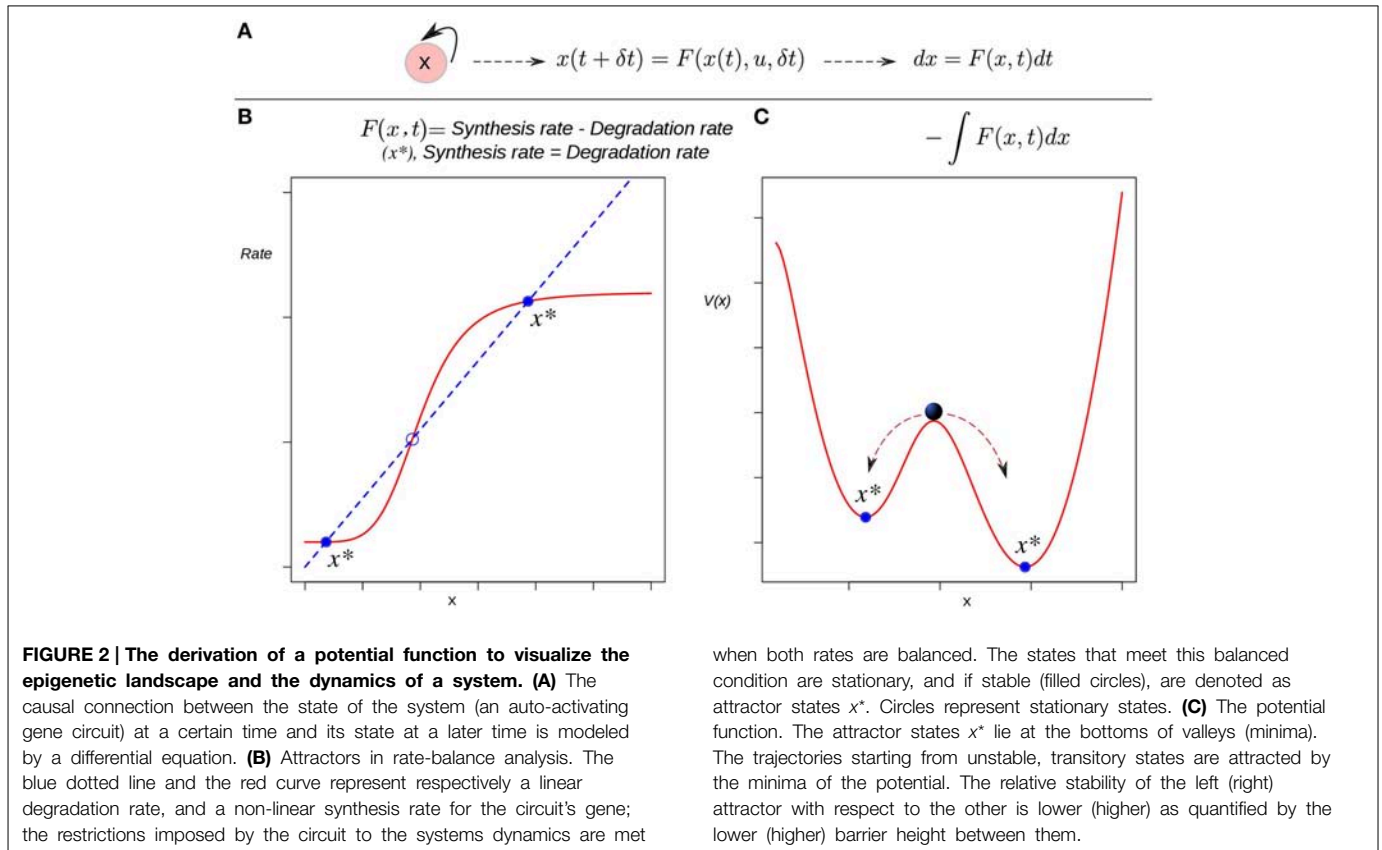 A
X
x(t + δt) = F(x(t), u, δt)
dx = F(x, t)dt
B
F(x, t)= Synthesis rate - Degradation rate
(x*), Synthesis rate = Degradation rate
Rate
x*
x*
x
C
− ∫ F(x, t)dx
V(x)
x*
x*
x
FIGURE 2 | The derivation of a potential function to visualize the
epigenetic landscape and the dynamics of a system. (A) The
causal connection between the state of the system (an auto-activating
gene circuit) at a certain time and its state at a later time is modeled
by a differential equation. (B) Attractors in rate-balance analysis. The
blue dotted line and the red curve represent respectively a linear
degradation rate, and a non-linear synthesis rate for the circuit's gene;
the restrictions imposed by the circuit to the systems dynamics are met
when both rates are balanced. The states that meet this balanced
condition are stationary, and if stable (filled circles), are denoted as
attractor states x*. Circles represent stationary states. (C) The potential
function. The attractor states x* lie at the bottoms of valleys (minima).
The trajectories starting from unstable, transitory states are attracted by
the minima of the potential. The relative stability of the left (right)
attractor with respect to the other is lower (higher) as quantified by the
lower (higher) barrier height between them.